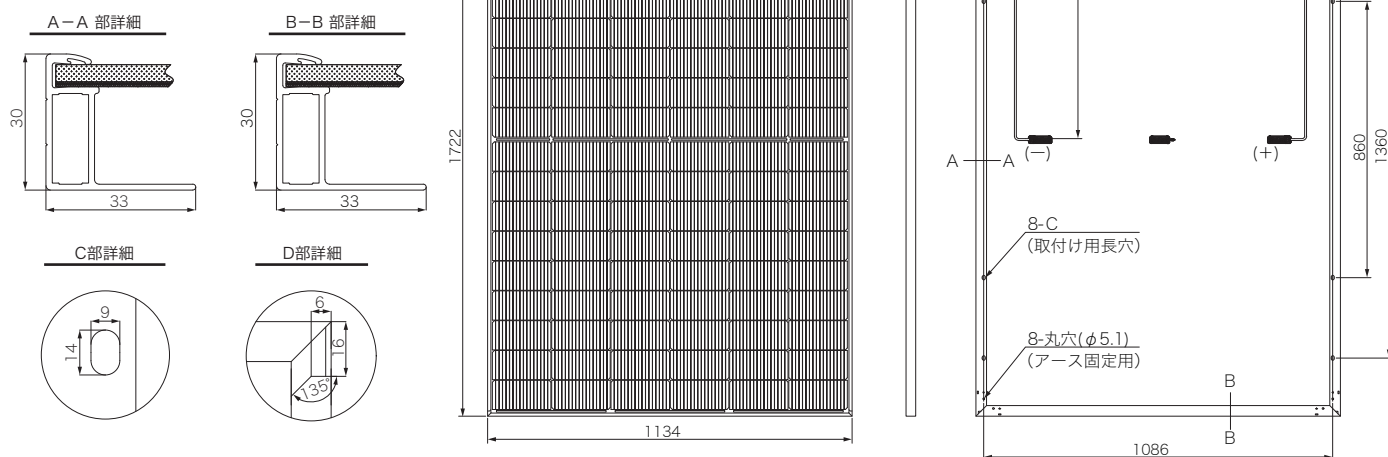 A－A 部詳細
B－B 部詳細
30
33
30
33
C部詳細
D部詳細
9
14
6
16
135°
1722
1134
A
A
(－)
(＋)
860
1360
8-C
(取付け用長穴)
8-丸穴(φ5.1)
(アース固定用)
B
B
1086